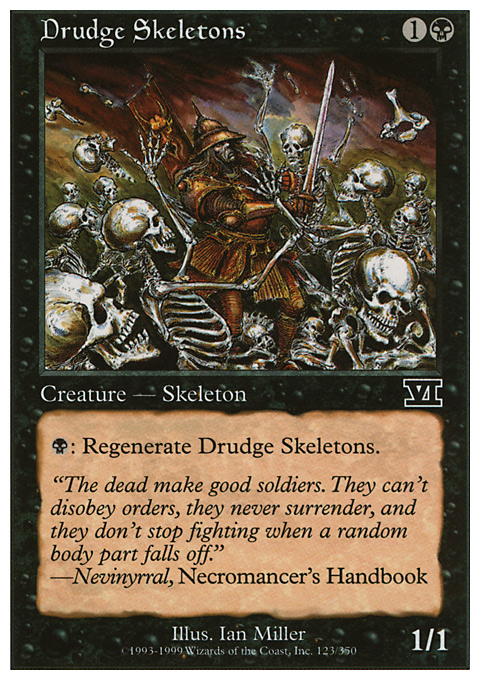 Drudge Skeletons 1
Creature — Skeleton VI
: Regenerate Drudge Skeletons.
“The dead make good soldiers. They can’t
disobey orders, they never surrender, and
they don’t stop fighting when a random
body part falls off.”
—Nevinyrral, Necromancer’s Handbook
Illus. Ian Miller
1/1
©1993-1999 Wizards of the Coast, Inc. 123/350